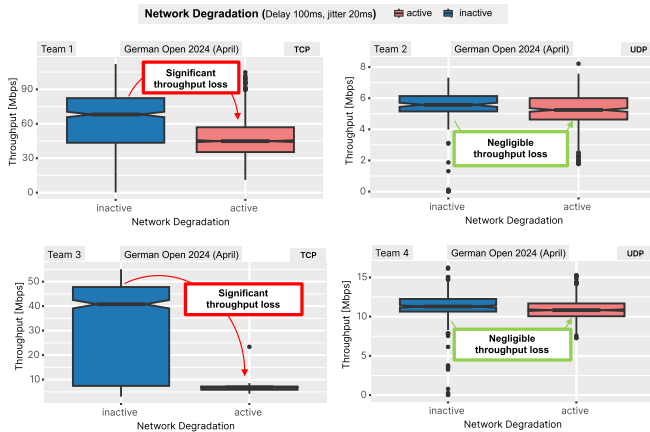 Network Degradation (Delay 100ms, jitter 20ms) active inactive
Team 1 German Open 2024 (April) TCP
Throughput [Mbps]
90
60
30
0
Significant
throughput loss
inactive active
Network Degradation
Team 2 German Open 2024 (April) UDP
Throughput [Mbps]
8
6
4
2
0
Negligible
throughput loss
inactive active
Network Degradation
Team 3 German Open 2024 (April) TCP
Throughput [Mbps]
50
40
30
20
10
Significant
throughput loss
inactive active
Network Degradation
Team 4 German Open 2024 (April) UDP
Throughput [Mbps]
15
10
5
0
Negligible
throughput loss
inactive active
Network Degradation